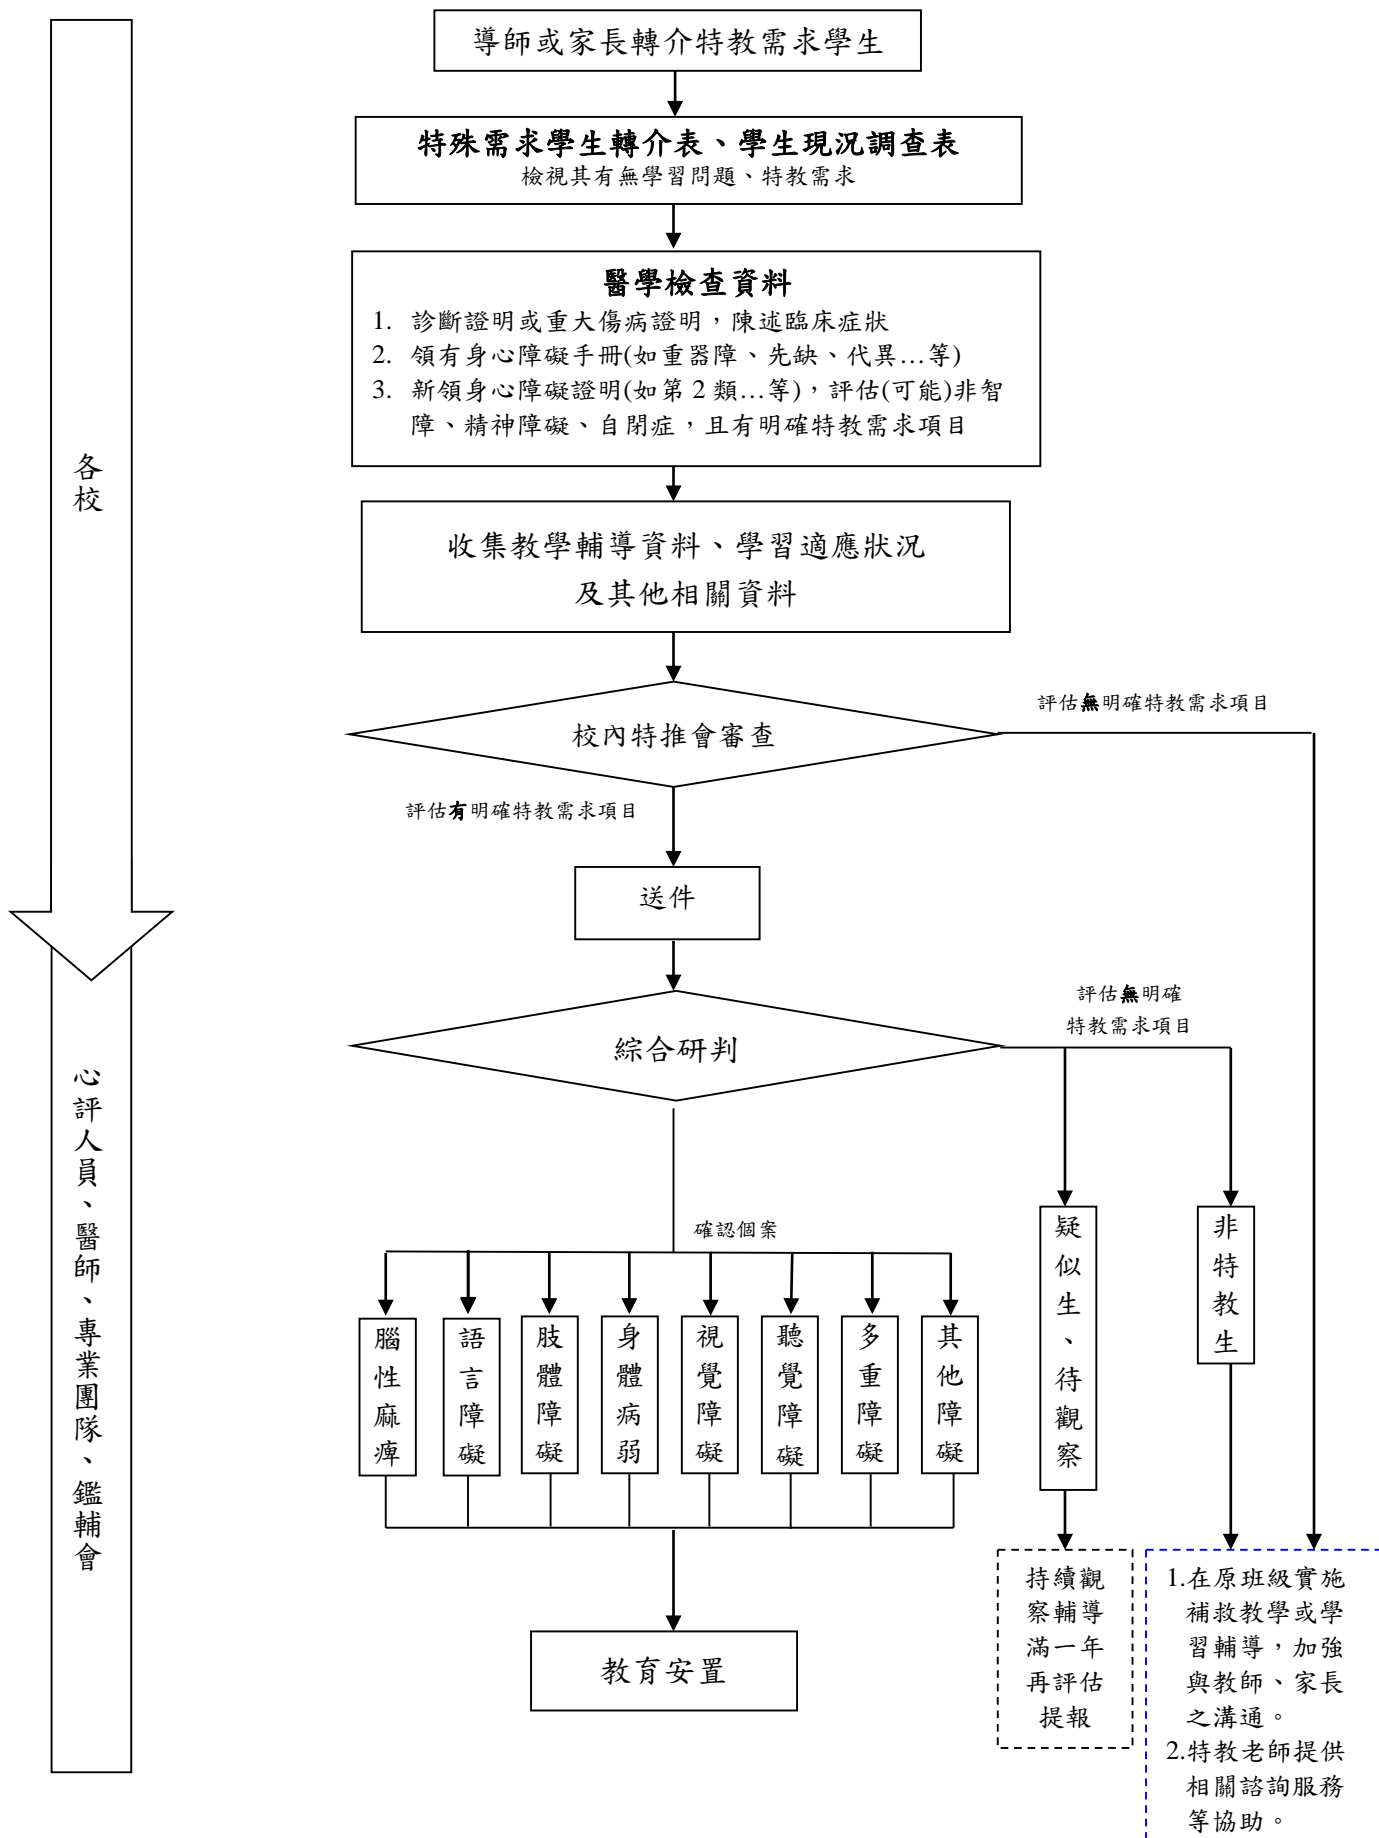 導師或家長轉介特教需求學生
特殊需求學生轉介表、學生現況調查表
檢視其有無學習問題、特教需求
醫學檢查資料
1. 診斷證明或重大傷病證明，陳述臨床症狀
2. 領有身心障礙手冊(如重器障、先缺、代異…等)
3. 新領身心障礙證明(如第 2 類…等)，評估(可能)非智
障、精神障礙、自閉症，且有明確特教需求項目
各校
收集教學輔導資料、學習適應狀況
及其他相關資料
校內特推會審查
評估無明確特教需求項目
評估有明確特教需求項目
送件
綜合研判
評估無明確
特教需求項目
心評人員、醫師、專業團隊、鑑輔會
確認個案
腦性麻痺
語言障礙
肢體障礙
身體病弱
視覺障礙
聽覺障礙
多重障礙
其他障礙
疑似生、待觀察
非特教生
教育安置
持續觀
察輔導
滿一年
再評估
提報
1.在原班級實施
補救教學或學
習輔導，加強
與教師、家長
之溝通。
2.特教老師提供
相關諮詢服務
等協助。